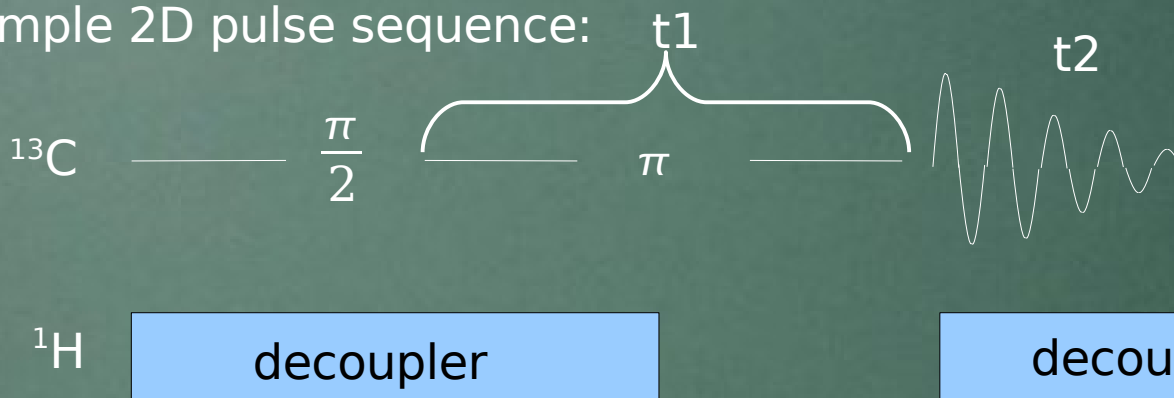 mple 2D pulse sequence:
t1
t2
¹³C
π
2
π
¹H
decoupler
decou